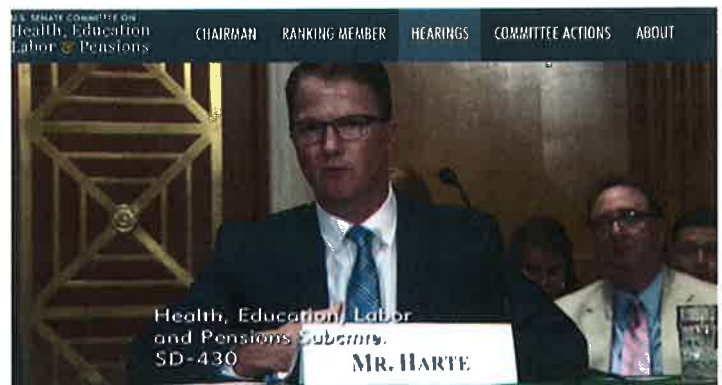 U.S. SENATE COMMITTEE ON
Health, Education
Labor & Pensions
CHAIRMAN RANKING MEMBER HEARINGS COMMITTEE ACTIONS ABOUT
Health, Education, Labor
and Pensions Subcmte.
SD-430
MR. HARTE